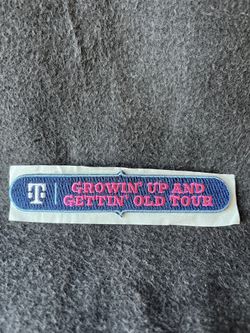 T
GROWIN' UP AND
GETTIN' OLD TOUR